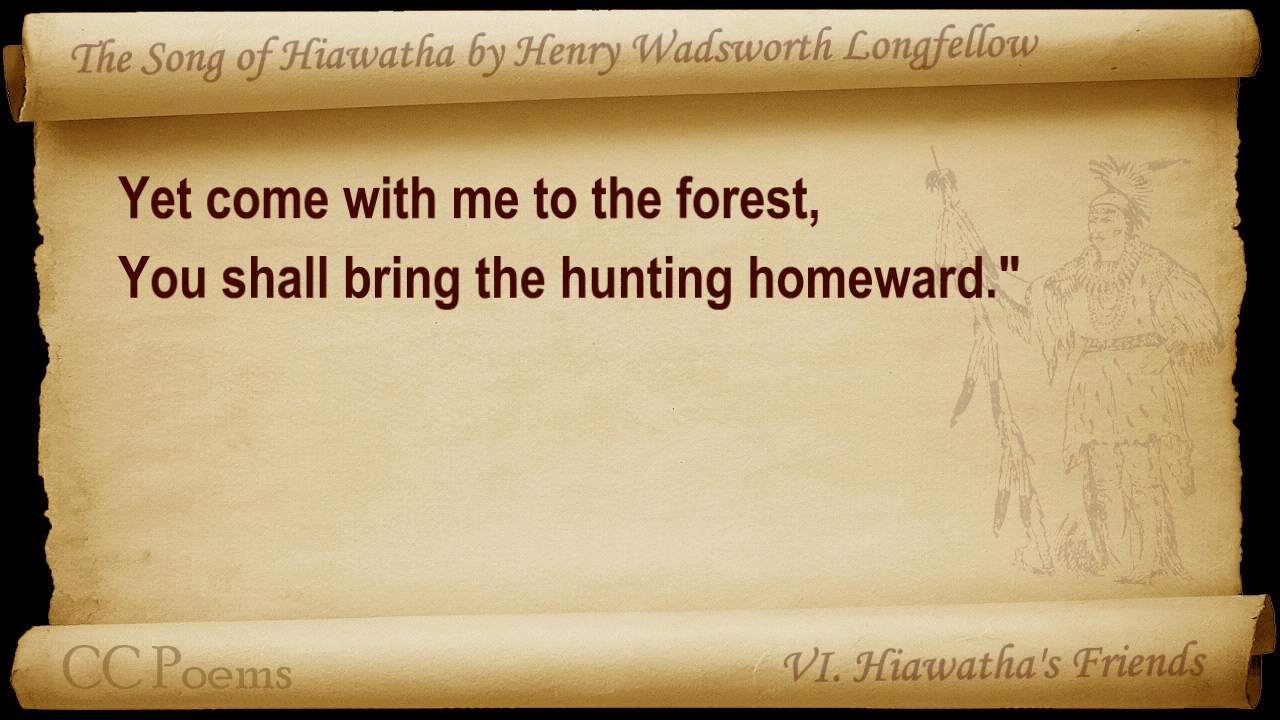 The Song of Hiawatha by Henry Wadsworth Longfellow
Yet come with me to the forest,
You shall bring the hunting homeward."
CC Poems
VI. Hiawatha's Friends